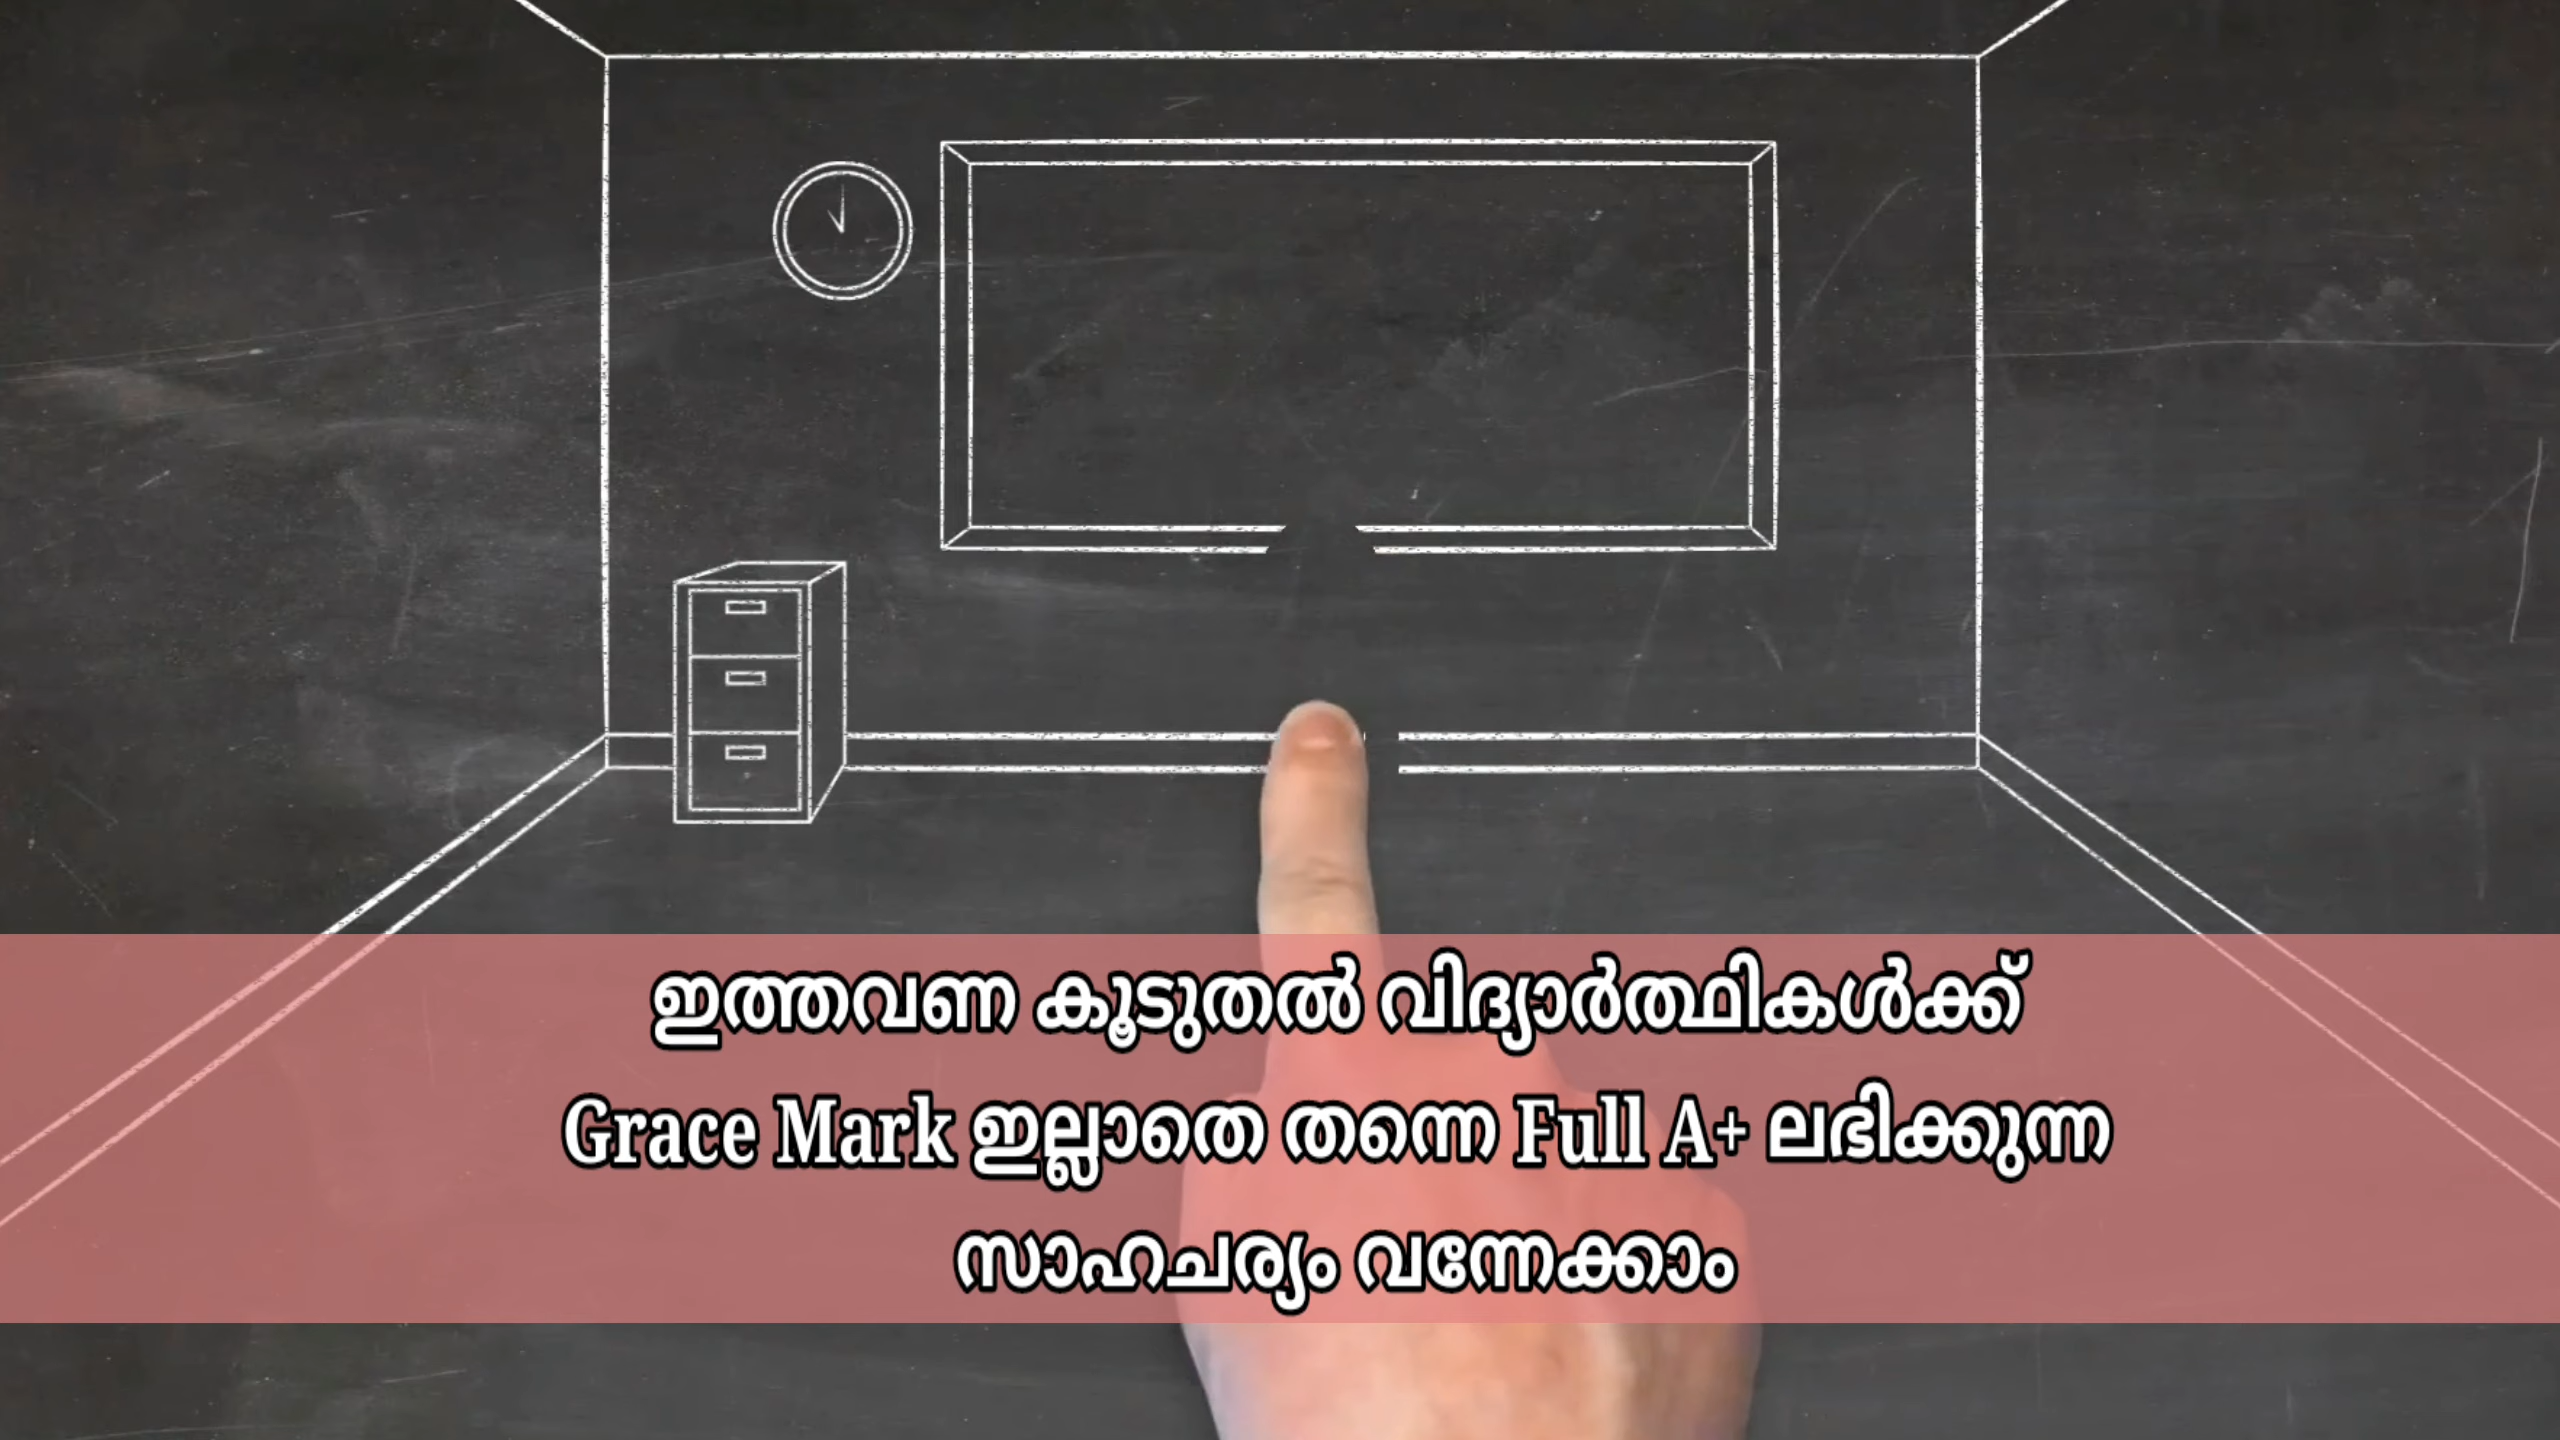 ഇത്തവണ കൂടുതൽ വിദ്യാർത്ഥികൾക്ക്
Grace Mark ഇല്ലാതെ തന്നെ Full A+ ലഭിക്കുന്ന
സാഹചര്യം വന്നേക്കാം